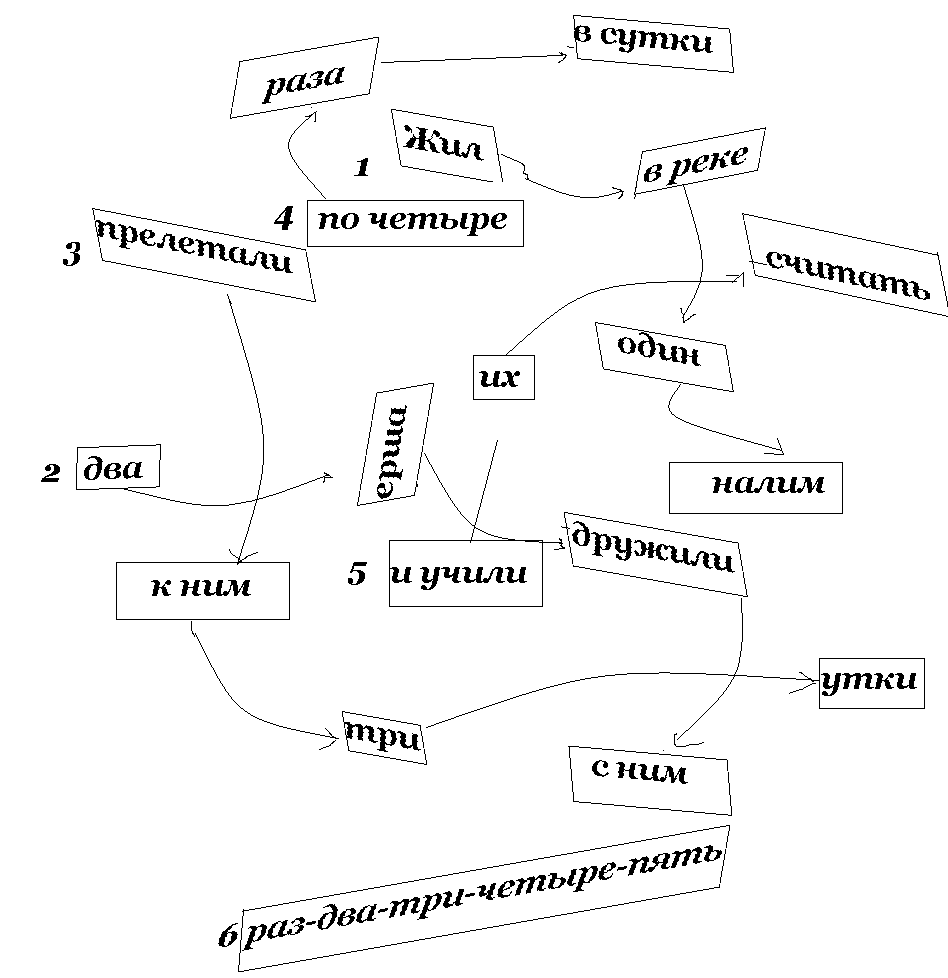 1 Жил в реке один налим
2 два ерша дружили с ним
3 прелетали к ним три утки
4 по четыре раза в сутки
5 и учили их считать
6 раз-два-три-четыре-пять